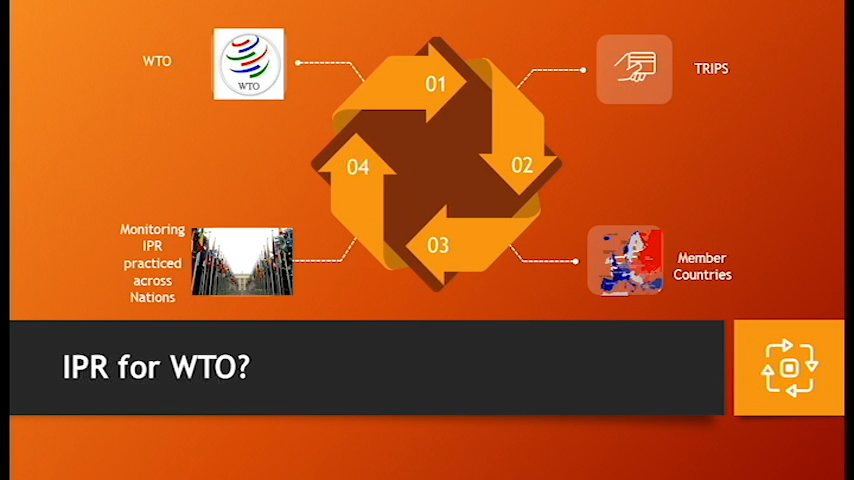 WTO
WTO
01
TRIPS
02
04
03
Monitoring
IPR
practiced
across
Nations
Member
Countries
IPR for WTO?